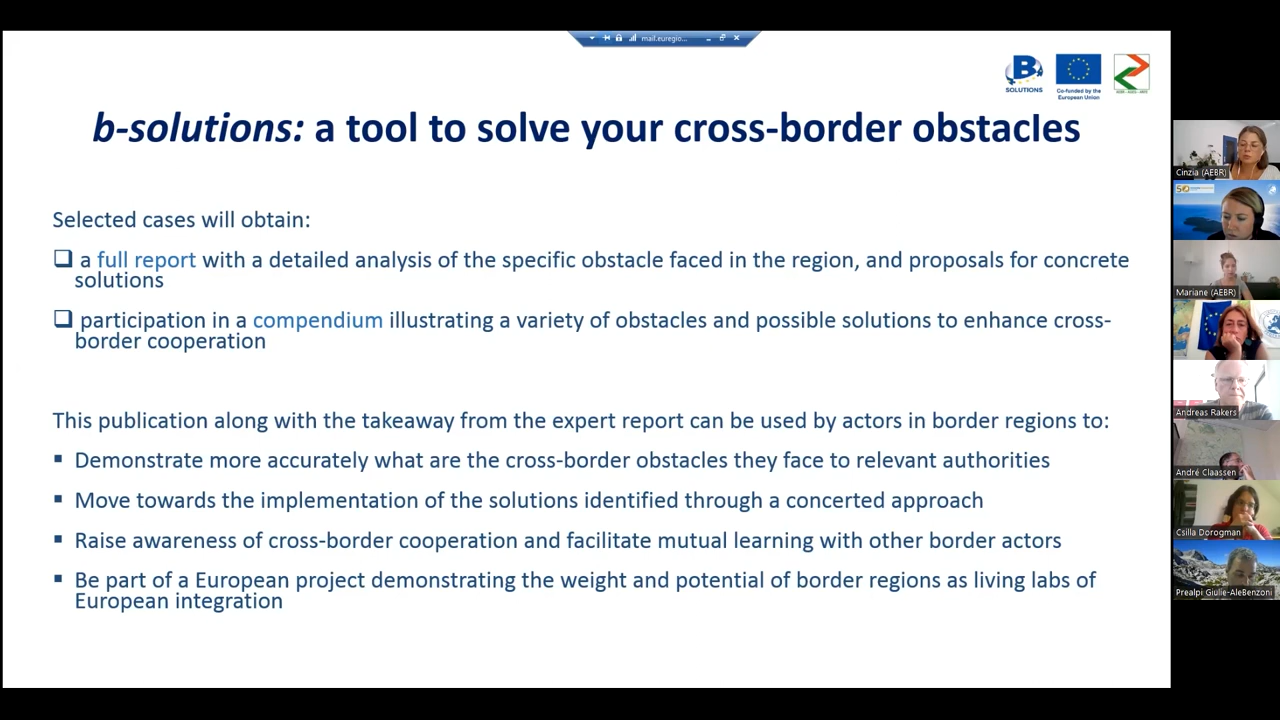 mail.euregio...
B
SOLUTIONS
Co-funded by the
European Union
b-solutions: a tool to solve your cross-border obstacles
Selected cases will obtain:
a full report with a detailed analysis of the specific obstacle faced in the region, and proposals for concrete
solutions
participation in a compendium illustrating a variety of obstacles and possible solutions to enhance cross-
border cooperation
This publication along with the takeaway from the expert report can be used by actors in border regions to:
Demonstrate more accurately what are the cross-border obstacles they face to relevant authorities
Move towards the implementation of the solutions identified through a concerted approach
Raise awareness of cross-border cooperation and facilitate mutual learning with other border actors
Be part of a European project demonstrating the weight and potential of border regions as living labs of
European integration
Cinzia (AEBR)
50
Mariane (AEBR)
Andreas Rakers
André Claassen
Csilla Dorogman
Prealpi Giulie-AleBenzoni